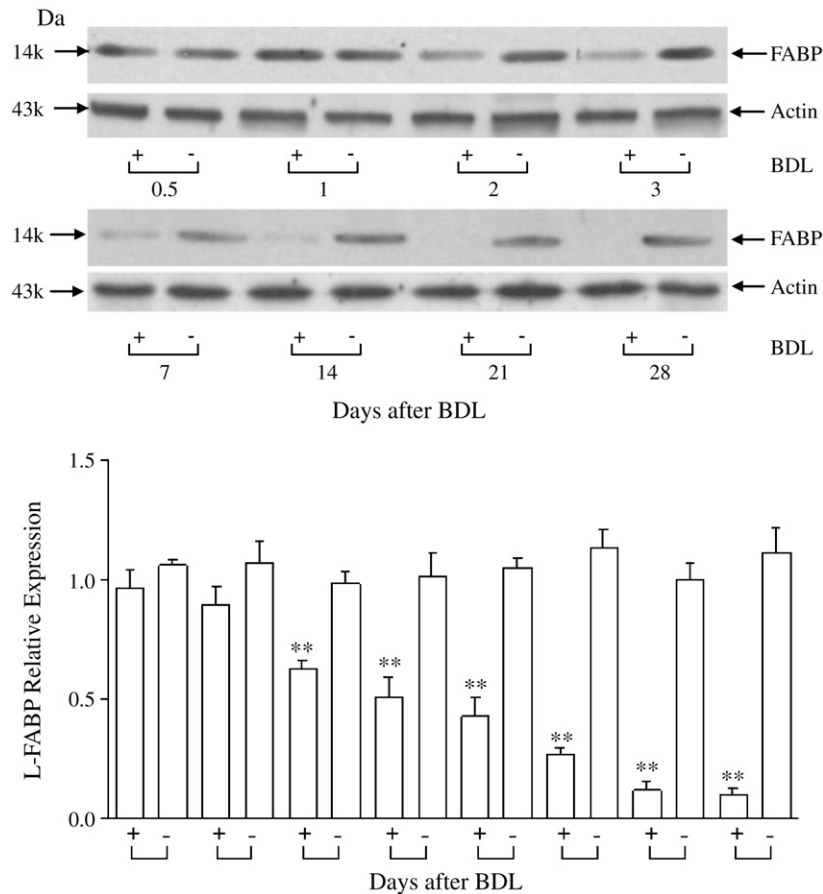 Da
14k FABP
43k Actin
+ - + - + - + - BDL
0.5 1 2 3
14k FABP
43k Actin
+ - + - + - + - BDL
7 14 21 28
Days after BDL
L-FABP Relative Expression
1.5
1.0
0.5
0.0
** ** ** ** ** **
+ - + - + - + - + - + - + - + -
Days after BDL